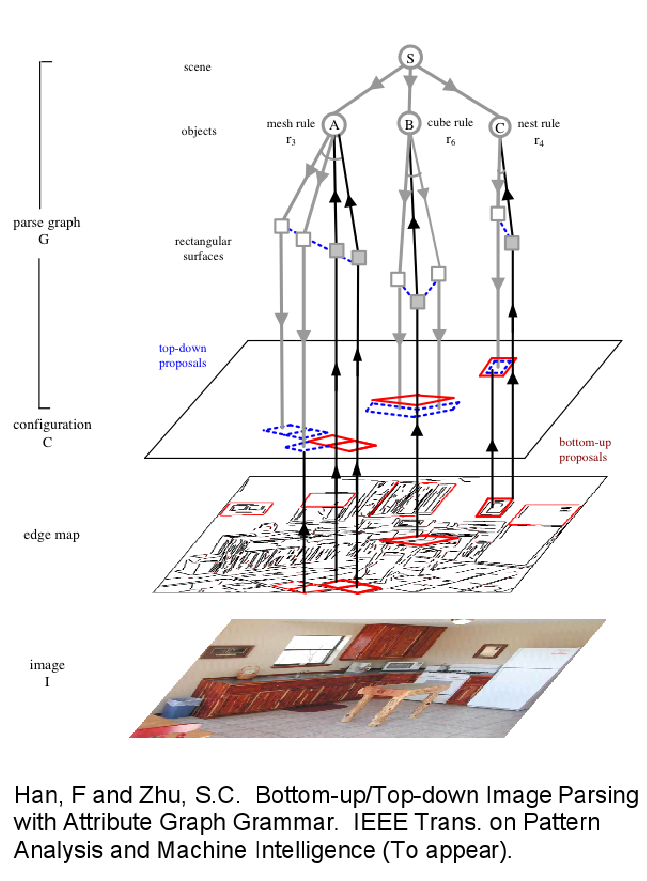 S
scene
mesh rule A B cube rule C nest rule
objects
r3 r6 r4
parse graph
G
rectangular
surfaces
top-down
proposals
configuration
C
bottom-up
proposals
edge map
image
I
Han, F and Zhu, S.C. Bottom-up/Top-down Image Parsing
with Attribute Graph Grammar. IEEE Trans. on Pattern
Analysis and Machine Intelligence (To appear).